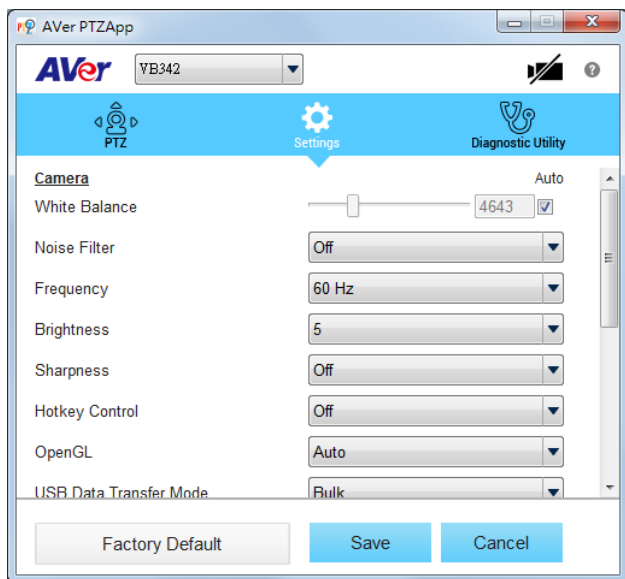 AVer PTZApp
AVer VB342
PTZ Settings Diagnostic Utility
Camera Auto
White Balance 4643
Noise Filter Off
Frequency 60 Hz
Brightness 5
Sharpness Off
Hotkey Control Off
OpenGL Auto
USB Data Transfer Mode Bulk
Factory Default Save Cancel